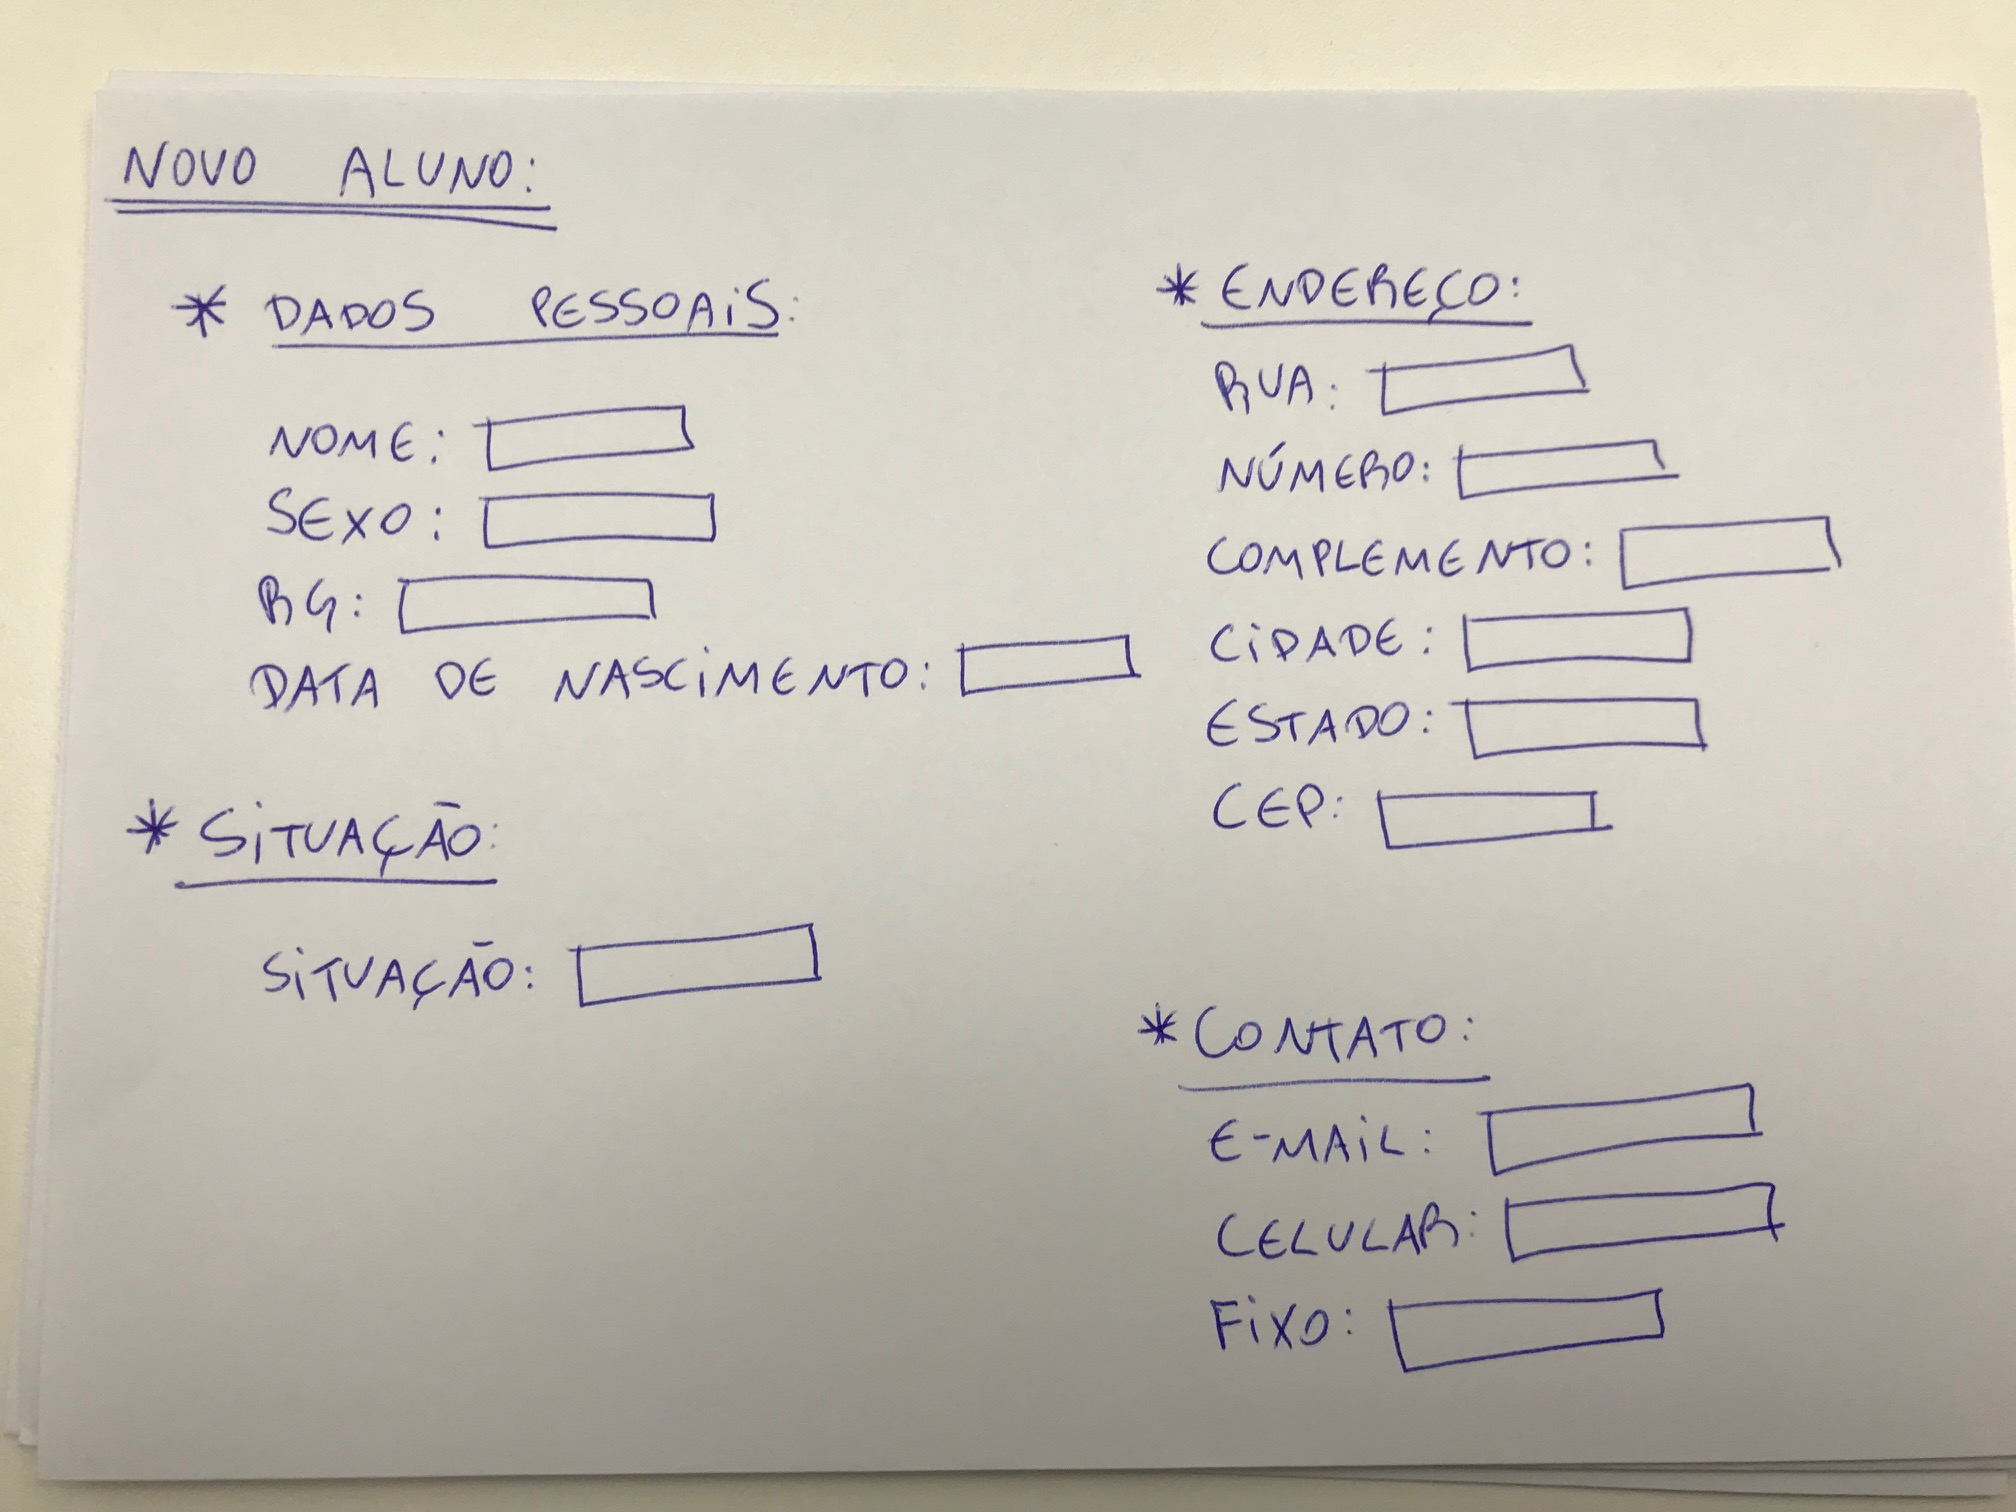 NOVO ALUNO:
* DADOS PESSOAIS:
NOME:
SEXO:
RG:
DATA DE NASCIMENTO:
* SITUAÇÃO:
SITUAÇÃO:
* ENDEREÇO:
RUA:
NÚMERO:
COMPLEMENTO:
CIDADE:
ESTADO:
CEP:
* CONTATO:
E-MAIL:
CELULAR:
FIXO: